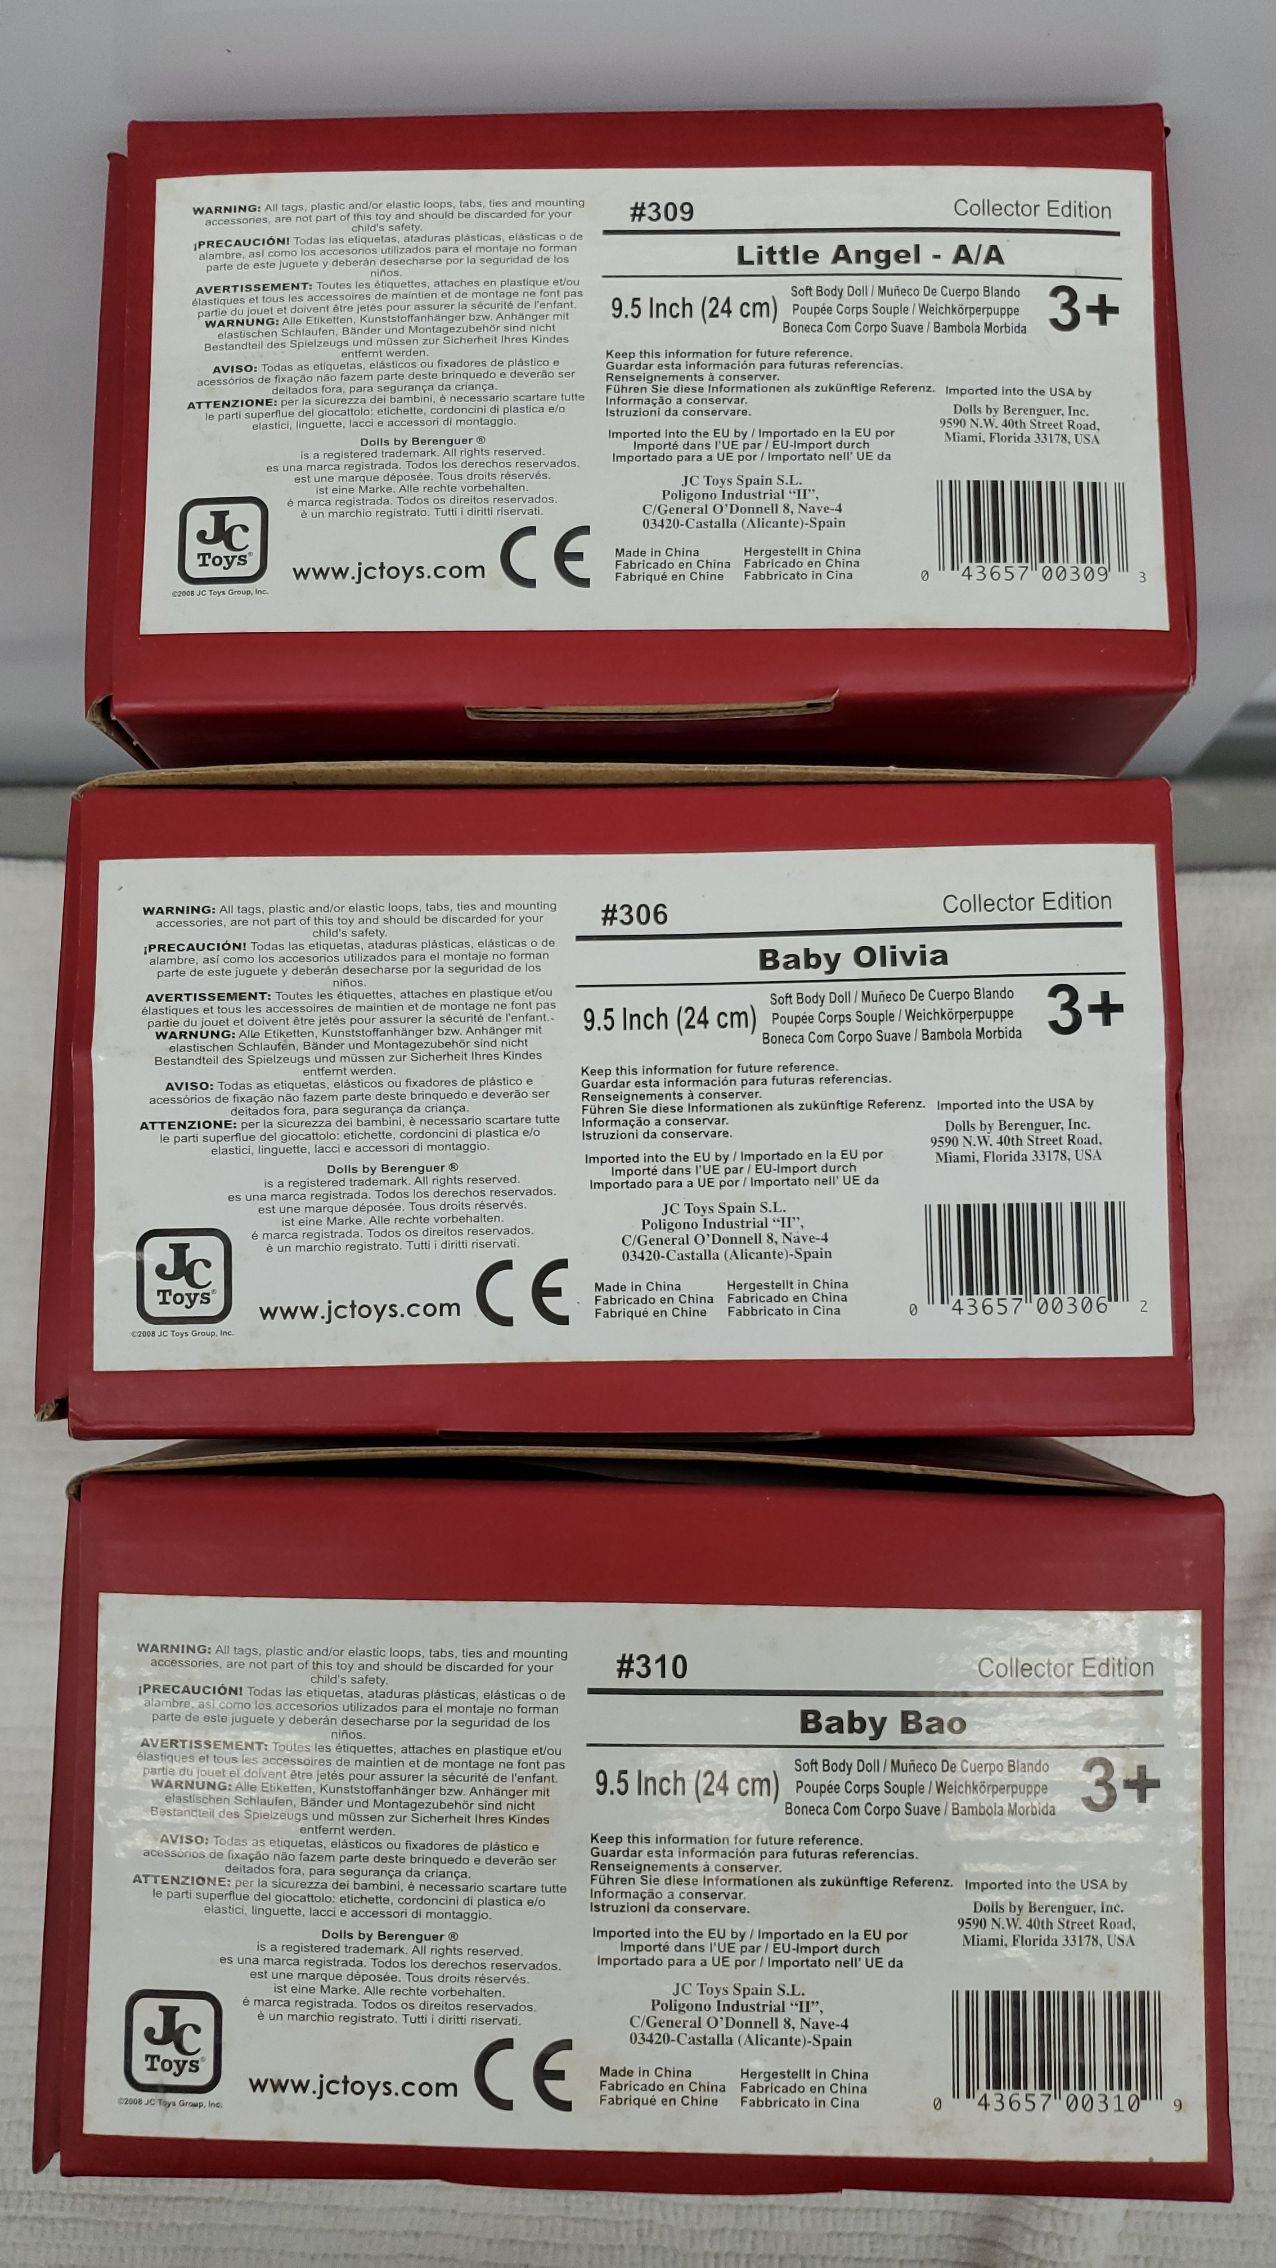 WARNING: All tags, plastic and/or elastic loops, tabs, ties and mounting
accessories, are not part of this toy and should be discarded for your
child's safety.
¡PRECAUCIÓN! Todas las etiquetas, ataduras plásticas, elásticas o de
alambre, así como los accesorios utilizados para el montaje no forman
parte de este juguete y deberán desecharse por la seguridad de los
niños.
AVERTISSEMENT: Toutes les étiquettes, attaches en plastique et/ou
élastiques et tous les accessoires de maintien et de montage ne font pas
partie du jouet et doivent être jetés pour assurer la sécurité de l'enfant.
WARNUNG: Alle Etiketten, Kunststoffanhänger bzw. Anhänger mit
elastischen Schlaufen, Bänder und Montagezubehör sind nicht
Bestandteil des Spielzeugs und müssen zur Sicherheit Ihres Kindes
entfernt werden.
AVISO: Todas as etiquetas, elásticos ou fixadores de plástico e
acessórios de fixação não fazem parte deste brinquedo e deverão ser
deitados fora, para segurança da criança.
ATTENZIONE: per la sicurezza dei bambini, è necessario scartare tutte
le parti superflue del giocattolo: etichette, cordoncini di plastica e/o
elastici, linguette, lacci e accessori di montaggio.
Dolls by Berenguer ®
is a registered trademark. All rights reserved.
es una marca registrada. Todos los derechos reservados.
est une marque déposée. Tous droits réservés.
ist eine Marke. Alle rechte vorbehalten.
é marca registrada. Todos os direitos reservados.
è un marchio registrato. Tutti i diritti riservati.
JC
Toys®
©2008 JC Toys Group, Inc.
www.jctoys.com
CE
#309
Collector Edition
Little Angel - A/A
9.5 Inch (24 cm)
Soft Body Doll / Muñeco De Cuerpo Blando
Poupée Corps Souple / Weichkörperpuppe
Boneca Com Corpo Suave / Bambola Morbida
3+
Keep this information for future reference.
Guardar esta información para futuras referencias.
Renseignements à conserver.
Führen Sie diese Informationen als zukünftige Referenz.
Informação a conservar.
Istruzioni da conservare.
Imported into the USA by
Dolls by Berenguer, Inc.
9590 N.W. 40th Street Road,
Miami, Florida 33178, USA
Imported into the EU by / Importado en la EU por
Importé dans l'UE par / EU-Import durch
Importado para a UE por / Importato nell' UE da
JC Toys Spain S.L.
Poligono Industrial “II”,
C/General O'Donnell 8, Nave-4
03420-Castalla (Alicante)-Spain
Made in China Hergestellt in China
Fabricado en China Fabricado en China
Fabriqué en Chine Fabbricato in Cina
0 43657 00309 3
WARNING: All tags, plastic and/or elastic loops, tabs, ties and mounting
accessories, are not part of this toy and should be discarded for your
child's safety.
¡PRECAUCIÓN! Todas las etiquetas, ataduras plásticas, elásticas o de
alambre, así como los accesorios utilizados para el montaje no forman
parte de este juguete y deberán desecharse por la seguridad de los
niños.
AVERTISSEMENT: Toutes les étiquettes, attaches en plastique et/ou
élastiques et tous les accessoires de maintien et de montage ne font pas
partie du jouet et doivent être jetés pour assurer la sécurité de l'enfant.
WARNUNG: Alle Etiketten, Kunststoffanhänger bzw. Anhänger mit
elastischen Schlaufen, Bänder und Montagezubehör sind nicht
Bestandteil des Spielzeugs und müssen zur Sicherheit Ihres Kindes
entfernt werden.
AVISO: Todas as etiquetas, elásticos ou fixadores de plástico e
acessórios de fixação não fazem parte deste brinquedo e deverão ser
deitados fora, para segurança da criança.
ATTENZIONE: per la sicurezza dei bambini, è necessario scartare tutte
le parti superflue del giocattolo: etichette, cordoncini di plastica e/o
elastici, linguette, lacci e accessori di montaggio.
Dolls by Berenguer ®
is a registered trademark. All rights reserved.
es una marca registrada. Todos los derechos reservados.
est une marque déposée. Tous droits réservés.
ist eine Marke. Alle rechte vorbehalten.
é marca registrada. Todos os direitos reservados.
è un marchio registrato. Tutti i diritti riservati.
JC
Toys®
©2008 JC Toys Group, Inc.
www.jctoys.com
CE
#306
Collector Edition
Baby Olivia
9.5 Inch (24 cm)
Soft Body Doll / Muñeco De Cuerpo Blando
Poupée Corps Souple / Weichkörperpuppe
Boneca Com Corpo Suave / Bambola Morbida
3+
Keep this information for future reference.
Guardar esta información para futuras referencias.
Renseignements à conserver.
Führen Sie diese Informationen als zukünftige Referenz.
Informação a conservar.
Istruzioni da conservare.
Imported into the USA by
Dolls by Berenguer, Inc.
9590 N.W. 40th Street Road,
Miami, Florida 33178, USA
Imported into the EU by / Importado en la EU por
Importé dans l'UE par / EU-Import durch
Importado para a UE por / Importato nell' UE da
JC Toys Spain S.L.
Poligono Industrial “II”,
C/General O'Donnell 8, Nave-4
03420-Castalla (Alicante)-Spain
Made in China Hergestellt in China
Fabricado en China Fabricado en China
Fabriqué en Chine Fabbricato in Cina
0 43657 00306 2
WARNING: All tags, plastic and/or elastic loops, tabs, ties and mounting
accessories, are not part of this toy and should be discarded for your
child's safety.
¡PRECAUCIÓN! Todas las etiquetas, ataduras plásticas, elásticas o de
alambre, así como los accesorios utilizados para el montaje no forman
parte de este juguete y deberán desecharse por la seguridad de los
niños.
AVERTISSEMENT: Toutes les étiquettes, attaches en plastique et/ou
élastiques et tous les accessoires de maintien et de montage ne font pas
partie du jouet et doivent être jetés pour assurer la sécurité de l'enfant.
WARNUNG: Alle Etiketten, Kunststoffanhänger bzw. Anhänger mit
elastischen Schlaufen, Bänder und Montagezubehör sind nicht
Bestandteil des Spielzeugs und müssen zur Sicherheit Ihres Kindes
entfernt werden.
AVISO: Todas as etiquetas, elásticos ou fixadores de plástico e
acessórios de fixação não fazem parte deste brinquedo e deverão ser
deitados fora, para segurança da criança.
ATTENZIONE: per la sicurezza dei bambini, è necessario scartare tutte
le parti superflue del giocattolo: etichette, cordoncini di plastica e/o
elastici, linguette, lacci e accessori di montaggio.
Dolls by Berenguer ®
is a registered trademark. All rights reserved.
es una marca registrada. Todos los derechos reservados.
est une marque déposée. Tous droits réservés.
ist eine Marke. Alle rechte vorbehalten.
é marca registrada. Todos os direitos reservados.
è un marchio registrato. Tutti i diritti riservati.
JC
Toys®
©2008 JC Toys Group, Inc.
www.jctoys.com
CE
#310
Collector Edition
Baby Bao
9.5 Inch (24 cm)
Soft Body Doll / Muñeco De Cuerpo Blando
Poupée Corps Souple / Weichkörperpuppe
Boneca Com Corpo Suave / Bambola Morbida
3+
Keep this information for future reference.
Guardar esta información para futuras referencias.
Renseignements à conserver.
Führen Sie diese Informationen als zukünftige Referenz.
Informação a conservar.
Istruzioni da conservare.
Imported into the USA by
Dolls by Berenguer, Inc.
9590 N.W. 40th Street Road,
Miami, Florida 33178, USA
Imported into the EU by / Importado en la EU por
Importé dans l'UE par / EU-Import durch
Importado para a UE por / Importato nell' UE da
JC Toys Spain S.L.
Poligono Industrial “II”,
C/General O'Donnell 8, Nave-4
03420-Castalla (Alicante)-Spain
Made in China Hergestellt in China
Fabricado en China Fabricado en China
Fabriqué en Chine Fabbricato in Cina
0 43657 00310 9